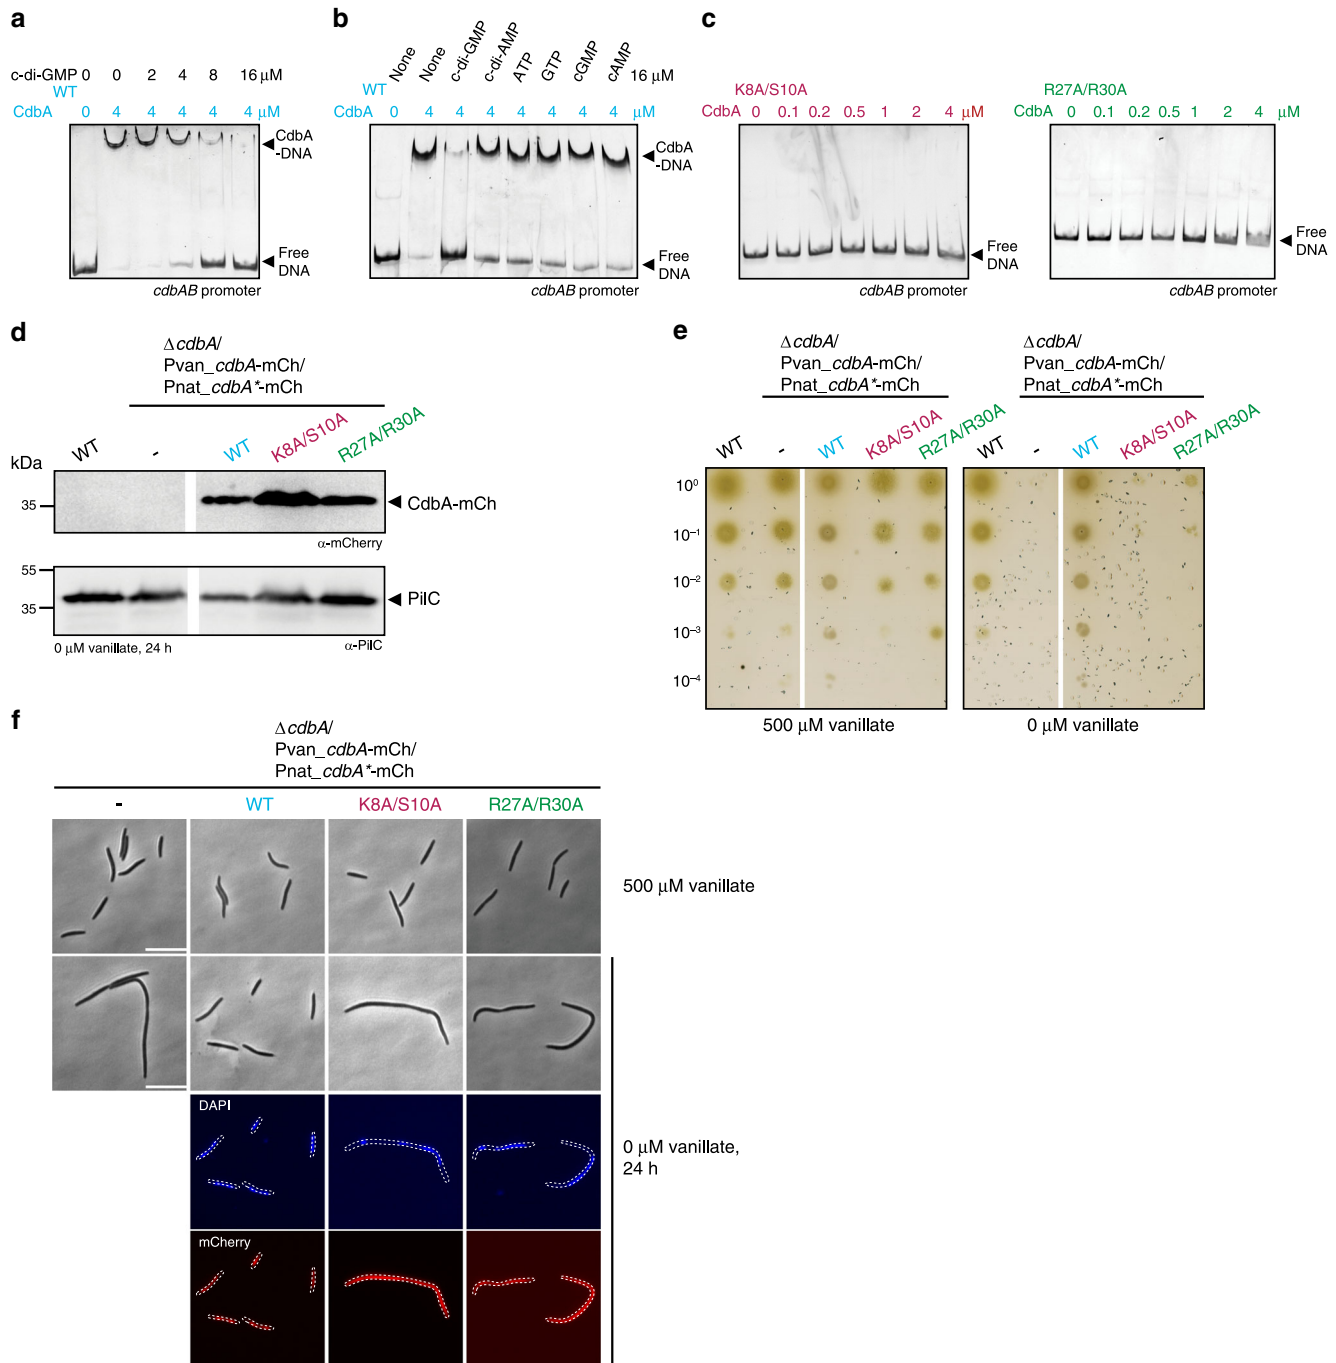 a
c-di-GMP 0 0 2 4 8 16 μM
WT
CdbA 0 4 4 4 4 4 μM
CdbA
-DNA
Free
DNA
cdbAB promoter
b
None None c-di-GMP c-di-AMP ATP GTP cGMP cAMP 16 μM
WT
CdbA 0 4 4 4 4 4 4 4 μM
CdbA
-DNA
Free
DNA
cdbAB promoter
c
K8A/S10A
CdbA 0 0.1 0.2 0.5 1 2 4 μM
Free
DNA
cdbAB promoter
R27A/R30A
CdbA 0 0.1 0.2 0.5 1 2 4 μM
Free
DNA
cdbAB promoter
d
ΔcdbA/
Pvan_cdbA-mCh/
Pnat_cdbA*-mCh
WT - WT K8A/S10A R27A/R30A
kDa
35
CdbA-mCh
α-mCherry
55
35
PilC
0 μM vanillate, 24 h
α-PilC
e
ΔcdbA/
Pvan_cdbA-mCh/
Pnat_cdbA*-mCh
ΔcdbA/
Pvan_cdbA-mCh/
Pnat_cdbA*-mCh
WT - WT K8A/S10A R27A/R30A
WT - WT K8A/S10A R27A/R30A
10⁰
10⁻¹
10⁻²
10⁻³
10⁻⁴
500 μM vanillate
0 μM vanillate
f
ΔcdbA/
Pvan_cdbA-mCh/
Pnat_cdbA*-mCh
- WT K8A/S10A R27A/R30A
500 μM vanillate
DAPI
0 μM vanillate,
24 h
mCherry